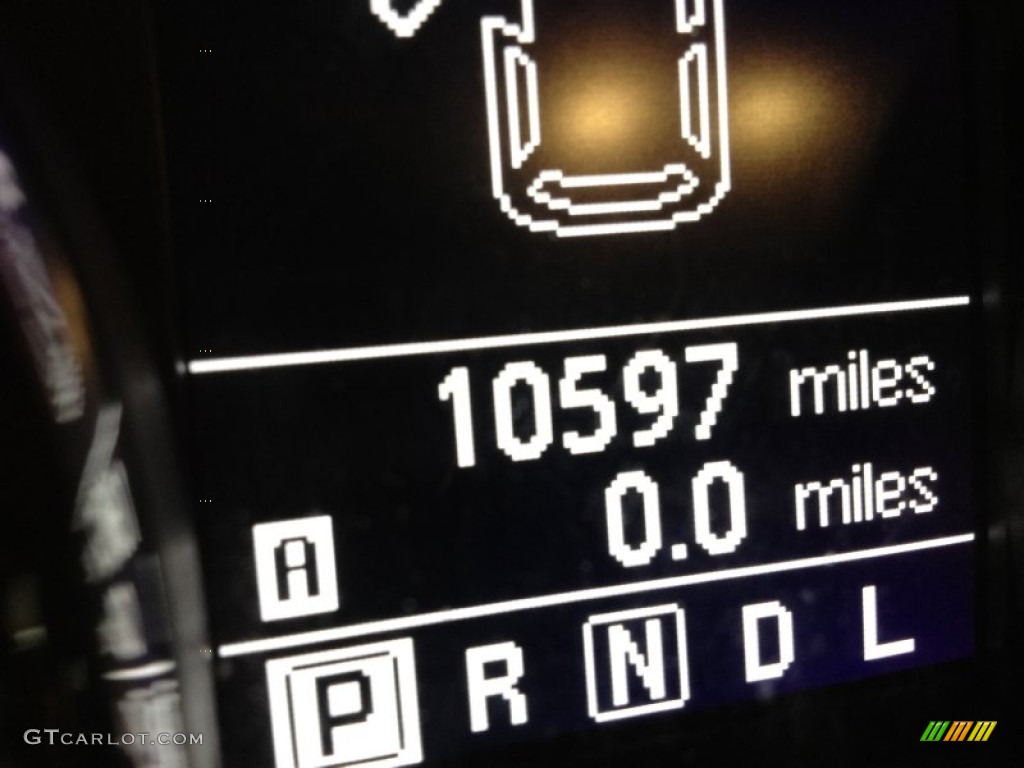 10597 miles
A 0.0 miles
P R N D L
GTCARLOT.COM